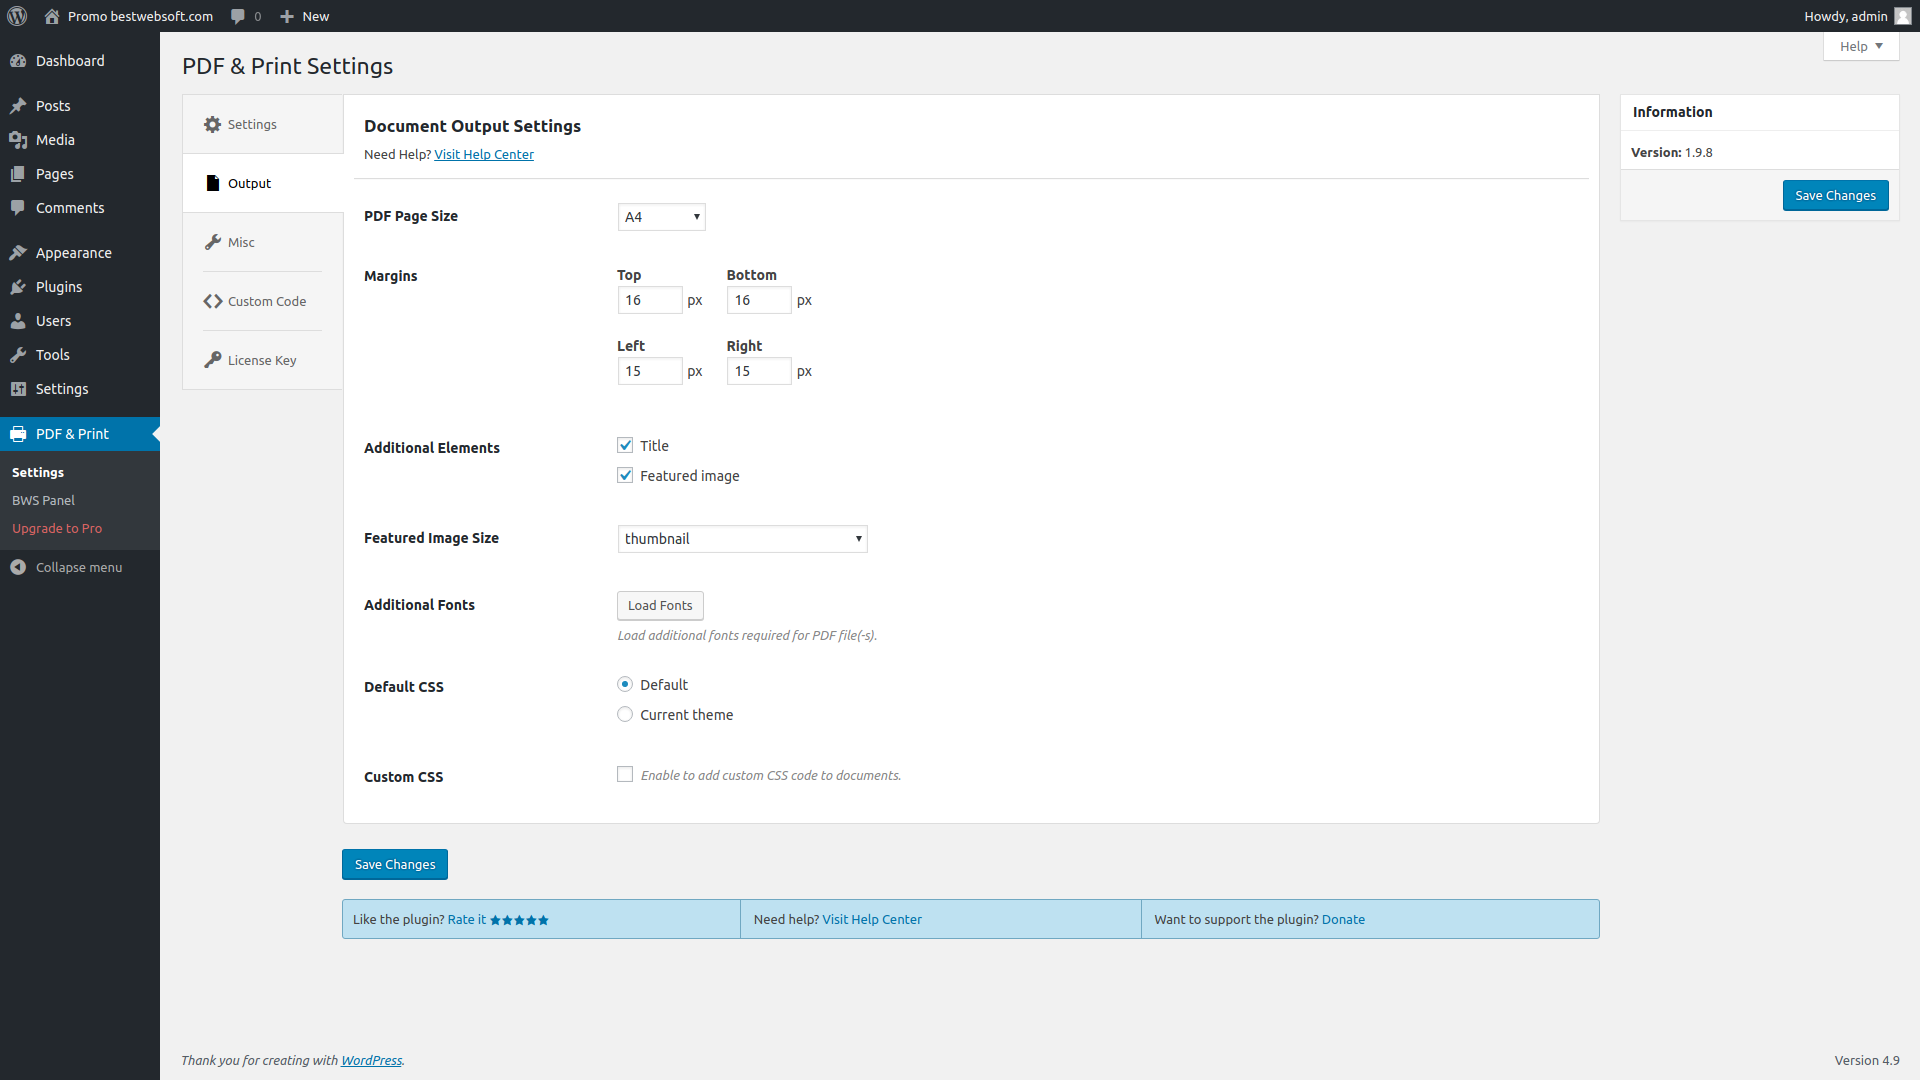 Promo bestwebsoft.com 0 New Howdy, admin
Help
Dashboard
Posts
Media
Pages
Comments
Appearance
Plugins
Users
Tools
Settings
PDF & Print
Settings
BWS Panel
Upgrade to Pro
Collapse menu
PDF & Print Settings
Settings
Output
Misc
Custom Code
License Key
Document Output Settings
Need Help? Visit Help Center
PDF Page Size A4
Margins
Top Bottom
16 px 16 px
Left Right
15 px 15 px
Additional Elements
Title
Featured image
Featured Image Size thumbnail
Additional Fonts Load Fonts
Load additional fonts required for PDF file(-s).
Default CSS
Default
Current theme
Custom CSS Enable to add custom CSS code to documents.
Save Changes
Information
Version: 1.9.8
Save Changes
Like the plugin? Rate it
Need help? Visit Help Center
Want to support the plugin? Donate
Thank you for creating with WordPress.
Version 4.9